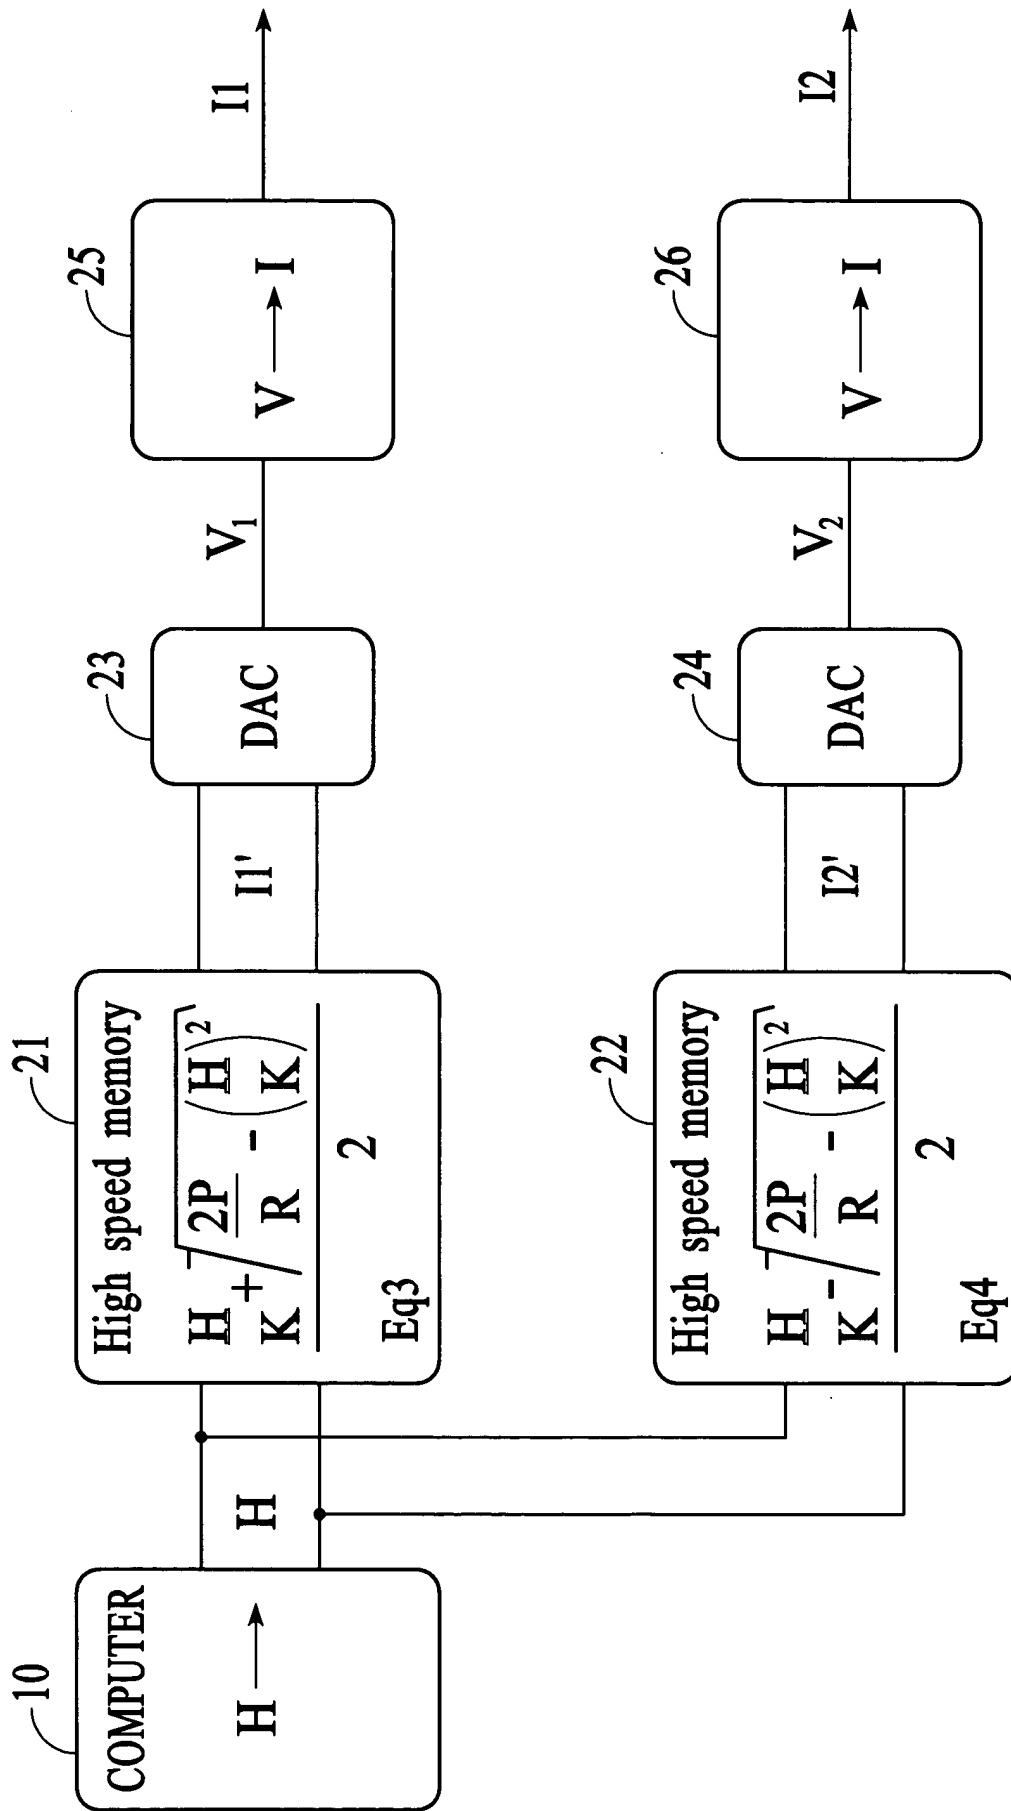 10
COMPUTER
H → 
H
21
High speed memory
H/K + √(2P/R - (H/K)²)
2
Eq3
I1'
23
DAC
V₁
25
V → I
I1
22
High speed memory
H/K - √(2P/R - (H/K)²)
2
Eq4
I2'
24
DAC
V₂
26
V → I
I2